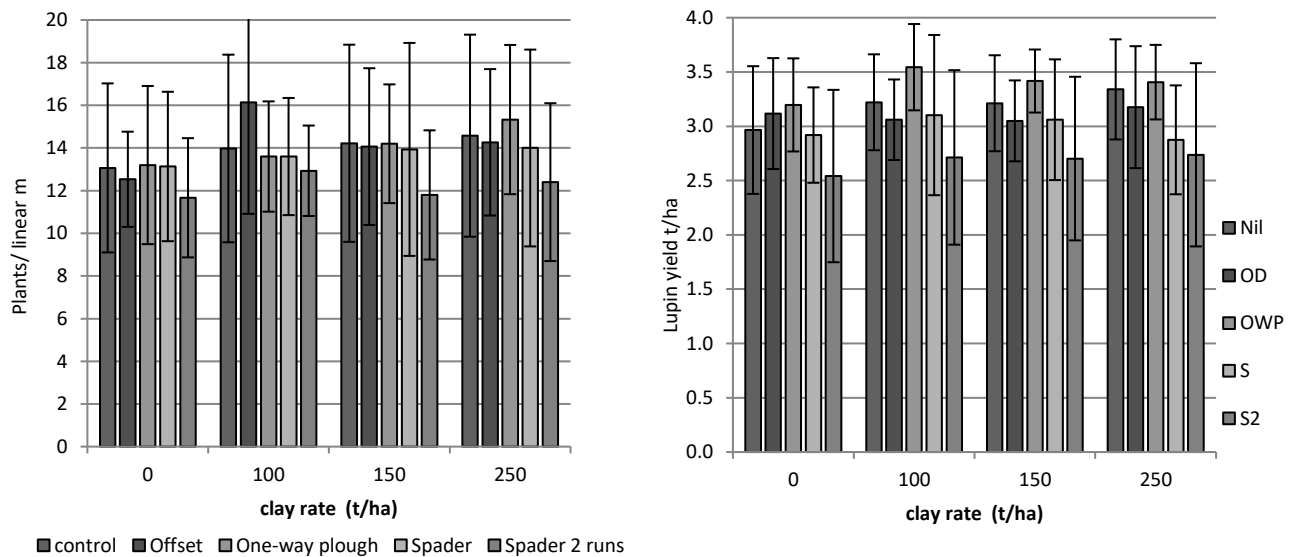 20
18
16
14
12
10
8
6
4
2
0
Plants/ linear m
0 100 150 250
clay rate (t/ha)
control Offset One-way plough Spader Spader 2 runs
4.0
3.5
3.0
2.5
2.0
1.5
1.0
0.5
0.0
Lupin yield t/ha
0 100 150 250
clay rate (t/ha)
Nil
OD
OWP
S
S2